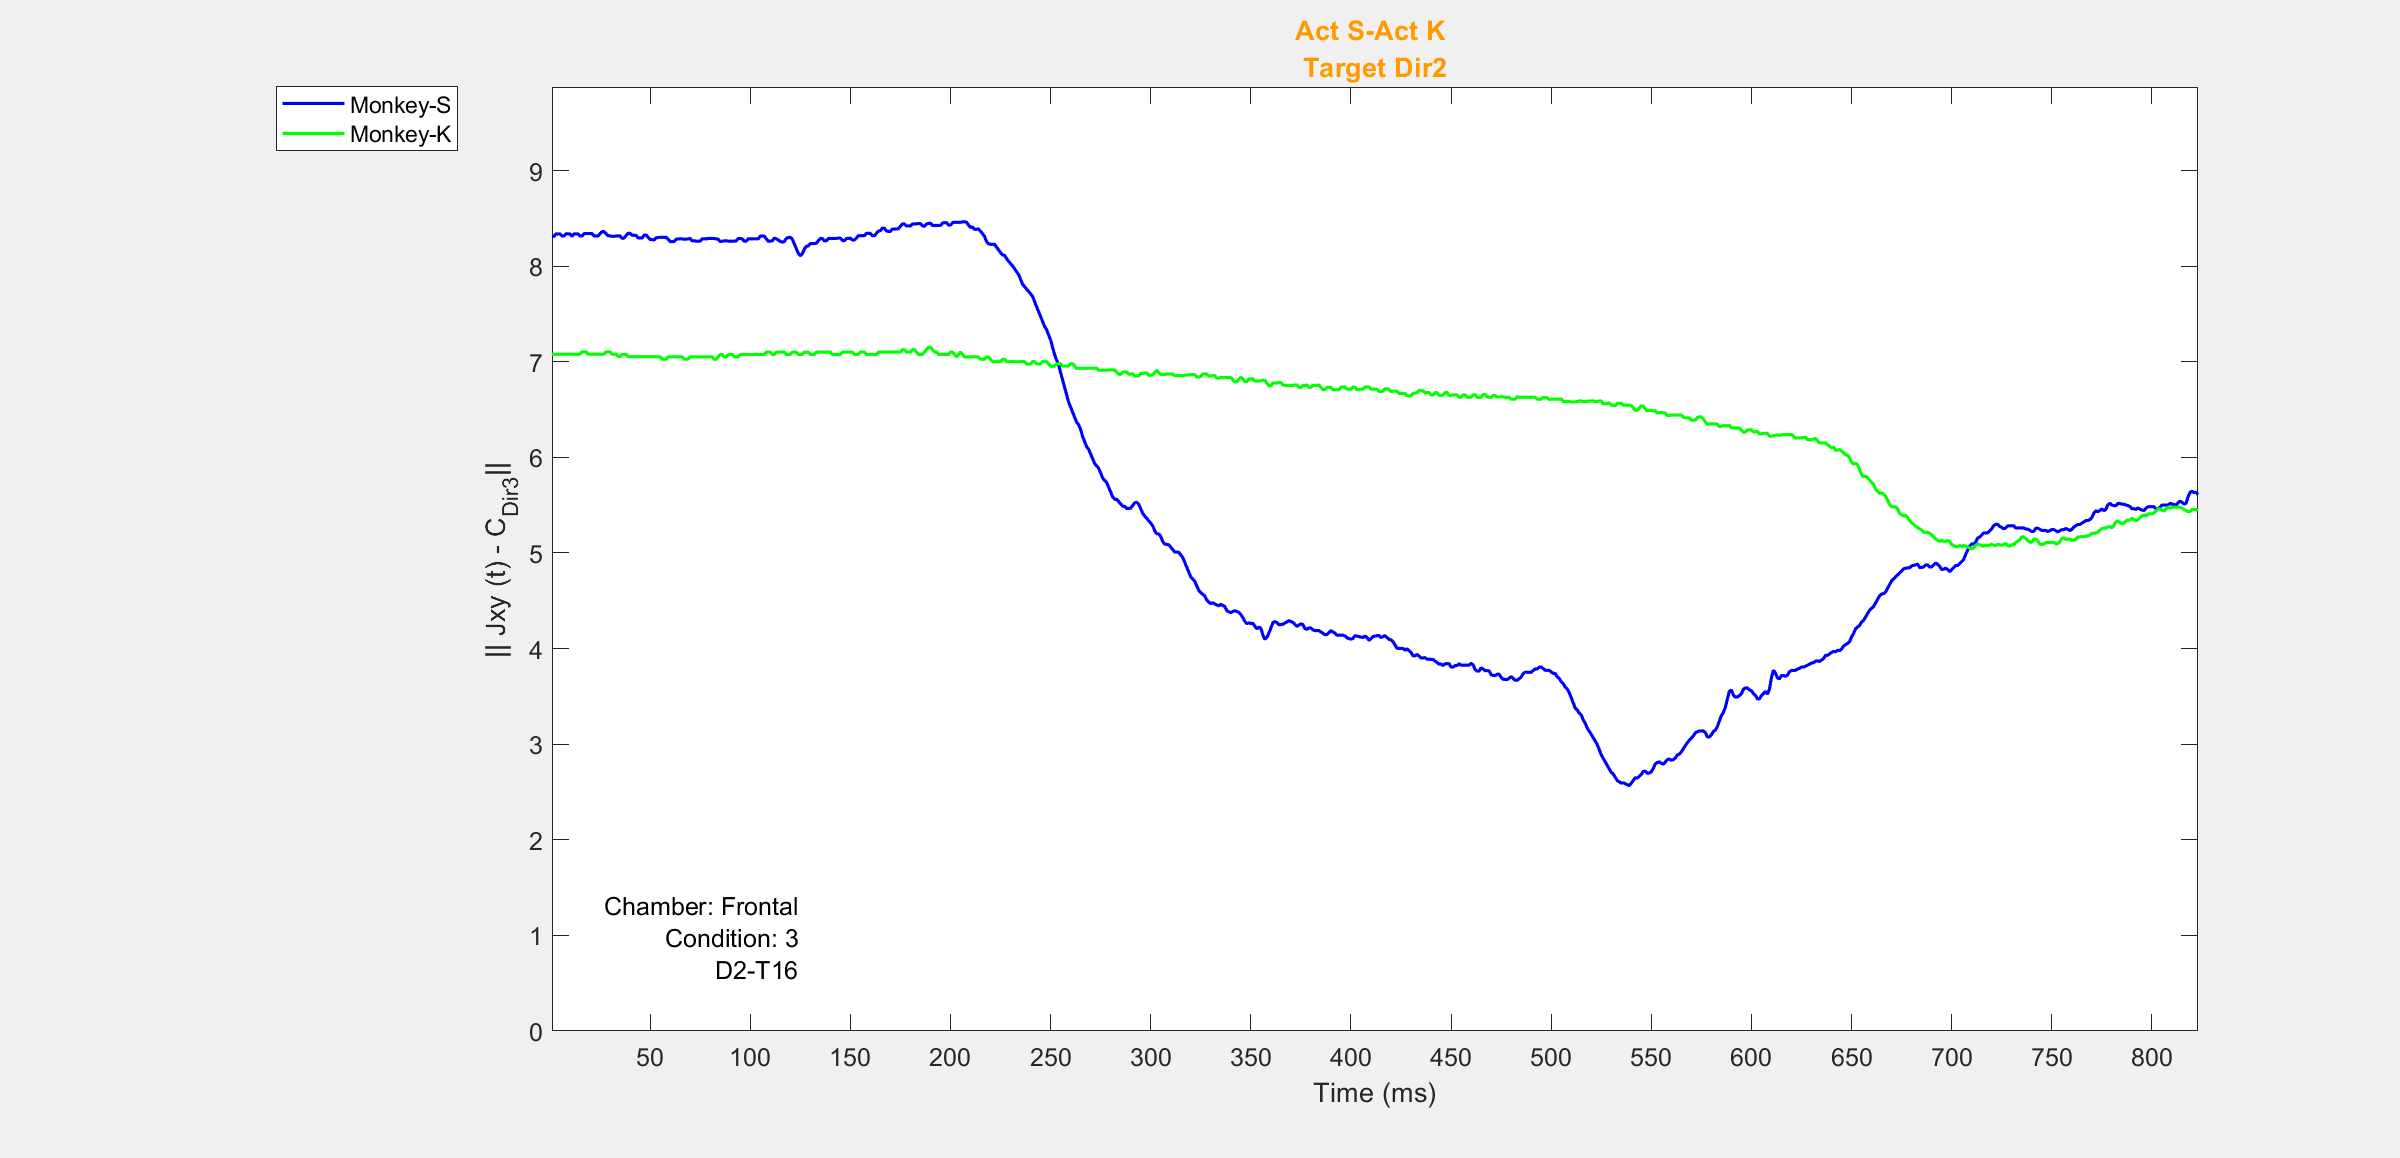 Act S-Act K
Target Dir2
Monkey-S
Monkey-K
|| Jxy (t) - C_Dir3||
9
8
7
6
5
4
3
2
1
0
Chamber: Frontal
Condition: 3
D2-T16
50 100 150 200 250 300 350 400 450 500 550 600 650 700 750 800
Time (ms)